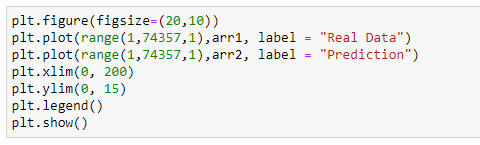 plt.figure(figsize=(20,10))
plt.plot(range(1,74357,1),arr1, label = "Real Data")
plt.plot(range(1,74357,1),arr2, label = "Prediction")
plt.xlim(0, 200)
plt.ylim(0, 15)
plt.legend()
plt.show()